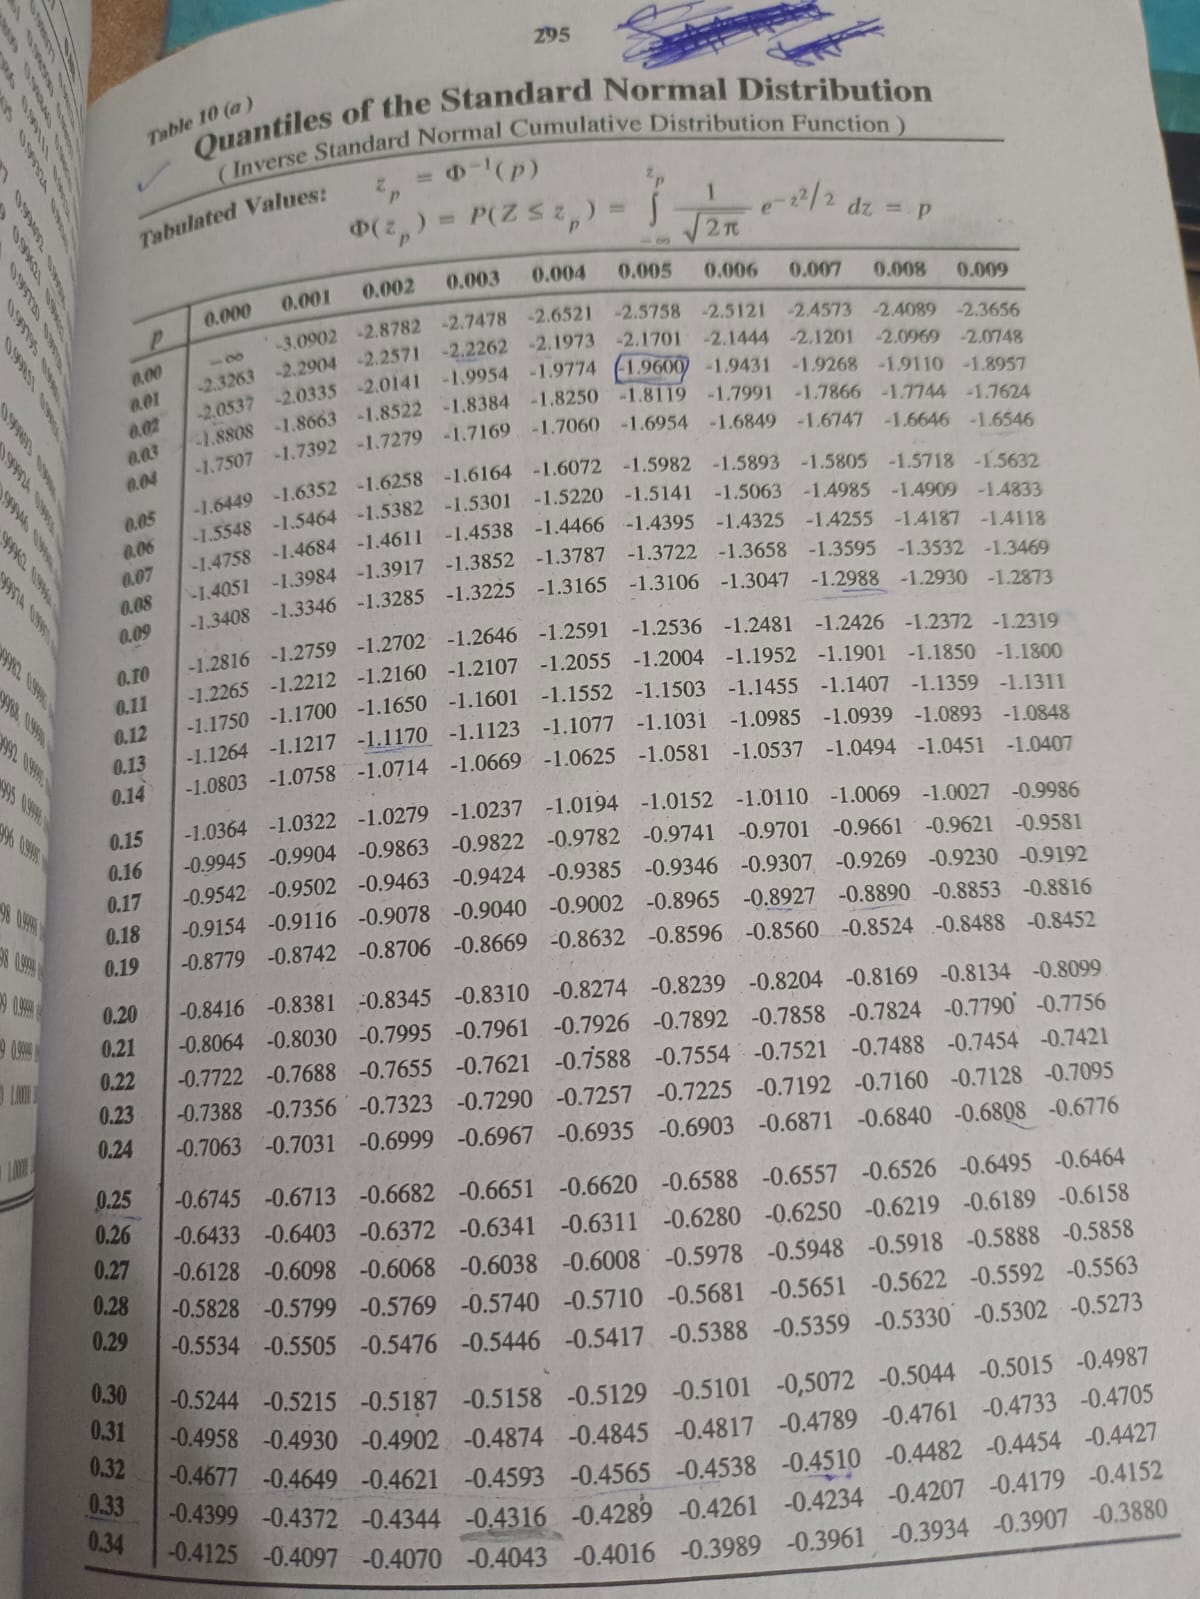 295
Table 10 (a)
Quantiles of the Standard Normal Distribution
( Inverse Standard Normal Cumulative Distribution Function )
Tabulated Values: z_p = Φ⁻¹(p)
Φ(z_p) = P(Z ≤ z_p) = ∫_{-∞}^{z_p} 1/√2π e^{-z²/2} dz = p
p 0.000 0.001 0.002 0.003 0.004 0.005 0.006 0.007 0.008 0.009
0.00 -∞ -3.0902 -2.8782 -2.7478 -2.6521 -2.5758 -2.5121 -2.4573 -2.4089 -2.3656
0.01 -2.3263 -2.2904 -2.2571 -2.2262 -2.1973 -2.1701 -2.1444 -2.1201 -2.0969 -2.0748
0.02 -2.0537 -2.0335 -2.0141 -1.9954 -1.9774 -1.9600 -1.9431 -1.9268 -1.9110 -1.8957
0.03 -1.8808 -1.8663 -1.8522 -1.8384 -1.8250 -1.8119 -1.7991 -1.7866 -1.7744 -1.7624
0.04 -1.7507 -1.7392 -1.7279 -1.7169 -1.7060 -1.6954 -1.6849 -1.6747 -1.6646 -1.6546
0.05 -1.6449 -1.6352 -1.6258 -1.6164 -1.6072 -1.5982 -1.5893 -1.5805 -1.5718 -1.5632
0.06 -1.5548 -1.5464 -1.5382 -1.5301 -1.5220 -1.5141 -1.5063 -1.4985 -1.4909 -1.4833
0.07 -1.4758 -1.4684 -1.4611 -1.4538 -1.4466 -1.4395 -1.4325 -1.4255 -1.4187 -1.4118
0.08 -1.4051 -1.3984 -1.3917 -1.3852 -1.3787 -1.3722 -1.3658 -1.3595 -1.3532 -1.3469
0.09 -1.3408 -1.3346 -1.3285 -1.3225 -1.3165 -1.3106 -1.3047 -1.2988 -1.2930 -1.2873
0.10 -1.2816 -1.2759 -1.2702 -1.2646 -1.2591 -1.2536 -1.2481 -1.2426 -1.2372 -1.2319
0.11 -1.2265 -1.2212 -1.2160 -1.2107 -1.2055 -1.2004 -1.1952 -1.1901 -1.1850 -1.1800
0.12 -1.1750 -1.1700 -1.1650 -1.1601 -1.1552 -1.1503 -1.1455 -1.1407 -1.1359 -1.1311
0.13 -1.1264 -1.1217 -1.1170 -1.1123 -1.1077 -1.1031 -1.0985 -1.0939 -1.0893 -1.0848
0.14 -1.0803 -1.0758 -1.0714 -1.0669 -1.0625 -1.0581 -1.0537 -1.0494 -1.0451 -1.0407
0.15 -1.0364 -1.0322 -1.0279 -1.0237 -1.0194 -1.0152 -1.0110 -1.0069 -1.0027 -0.9986
0.16 -0.9945 -0.9904 -0.9863 -0.9822 -0.9782 -0.9741 -0.9701 -0.9661 -0.9621 -0.9581
0.17 -0.9542 -0.9502 -0.9463 -0.9424 -0.9385 -0.9346 -0.9307 -0.9269 -0.9230 -0.9192
0.18 -0.9154 -0.9116 -0.9078 -0.9040 -0.9002 -0.8965 -0.8927 -0.8890 -0.8853 -0.8816
0.19 -0.8779 -0.8742 -0.8706 -0.8669 -0.8632 -0.8596 -0.8560 -0.8524 -0.8488 -0.8452
0.20 -0.8416 -0.8381 -0.8345 -0.8310 -0.8274 -0.8239 -0.8204 -0.8169 -0.8134 -0.8099
0.21 -0.8064 -0.8030 -0.7995 -0.7961 -0.7926 -0.7892 -0.7858 -0.7824 -0.7790 -0.7756
0.22 -0.7722 -0.7688 -0.7655 -0.7621 -0.7588 -0.7554 -0.7521 -0.7488 -0.7454 -0.7421
0.23 -0.7388 -0.7356 -0.7323 -0.7290 -0.7257 -0.7225 -0.7192 -0.7160 -0.7128 -0.7095
0.24 -0.7063 -0.7031 -0.6999 -0.6967 -0.6935 -0.6903 -0.6871 -0.6840 -0.6808 -0.6776
0.25 -0.6745 -0.6713 -0.6682 -0.6651 -0.6620 -0.6588 -0.6557 -0.6526 -0.6495 -0.6464
0.26 -0.6433 -0.6403 -0.6372 -0.6341 -0.6311 -0.6280 -0.6250 -0.6219 -0.6189 -0.6158
0.27 -0.6128 -0.6098 -0.6068 -0.6038 -0.6008 -0.5978 -0.5948 -0.5918 -0.5888 -0.5858
0.28 -0.5828 -0.5799 -0.5769 -0.5740 -0.5710 -0.5681 -0.5651 -0.5622 -0.5592 -0.5563
0.29 -0.5534 -0.5505 -0.5476 -0.5446 -0.5417 -0.5388 -0.5359 -0.5330 -0.5302 -0.5273
0.30 -0.5244 -0.5215 -0.5187 -0.5158 -0.5129 -0.5101 -0,5072 -0.5044 -0.5015 -0.4987
0.31 -0.4958 -0.4930 -0.4902 -0.4874 -0.4845 -0.4817 -0.4789 -0.4761 -0.4733 -0.4705
0.32 -0.4677 -0.4649 -0.4621 -0.4593 -0.4565 -0.4538 -0.4510 -0.4482 -0.4454 -0.4427
0.33 -0.4399 -0.4372 -0.4344 -0.4316 -0.4289 -0.4261 -0.4234 -0.4207 -0.4179 -0.4152
0.34 -0.4125 -0.4097 -0.4070 -0.4043 -0.4016 -0.3989 -0.3961 -0.3934 -0.3907 -0.3880